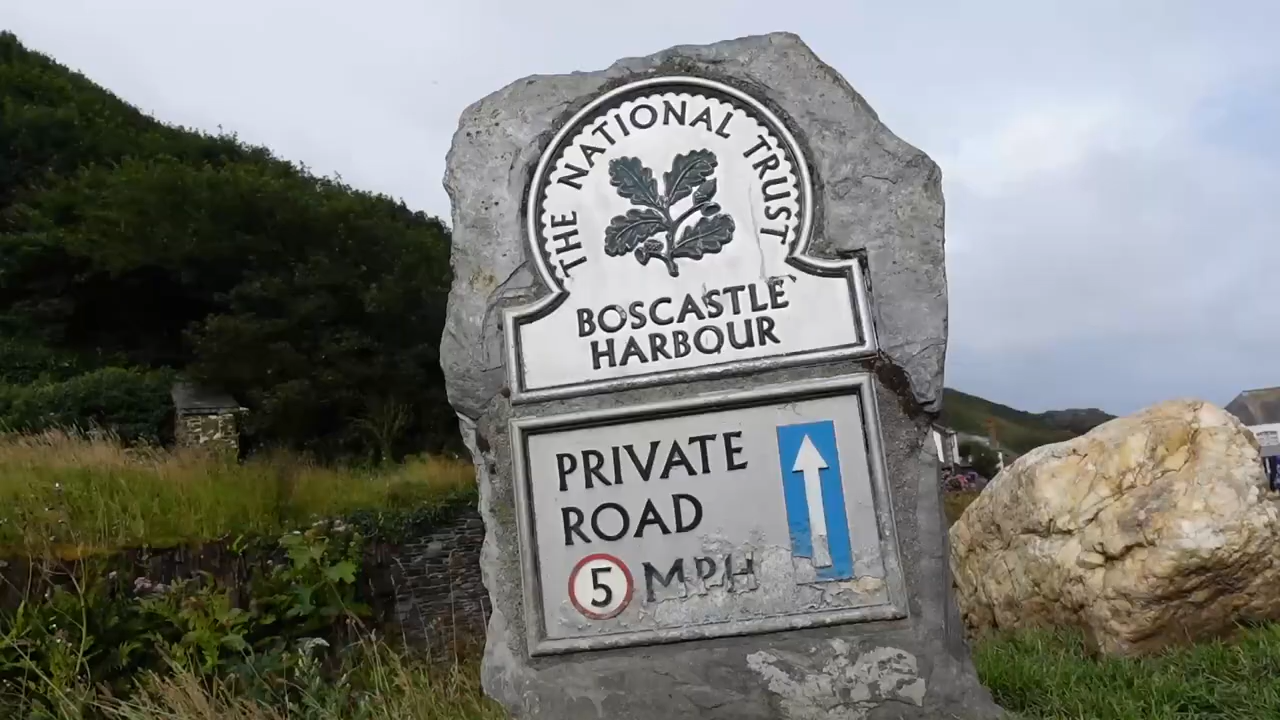 THE NATIONAL TRUST
BOSCASTLE
HARBOUR
PRIVATE
ROAD
5 MPH